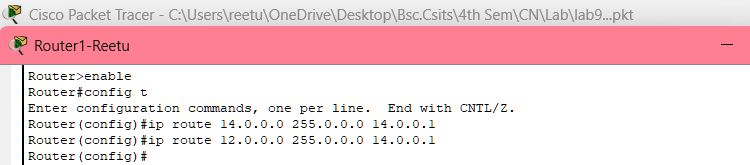 Cisco Packet Tracer - C:\Users\reetu\OneDrive\Desktop\Bsc.Csits\4th Sem\CN\Lab\lab9...pkt
Router1-Reetu
Router>enable
Router#config t
Enter configuration commands, one per line.  End with CNTL/Z.
Router(config)#ip route 14.0.0.0 255.0.0.0 14.0.0.1
Router(config)#ip route 12.0.0.0 255.0.0.0 14.0.0.1
Router(config)#